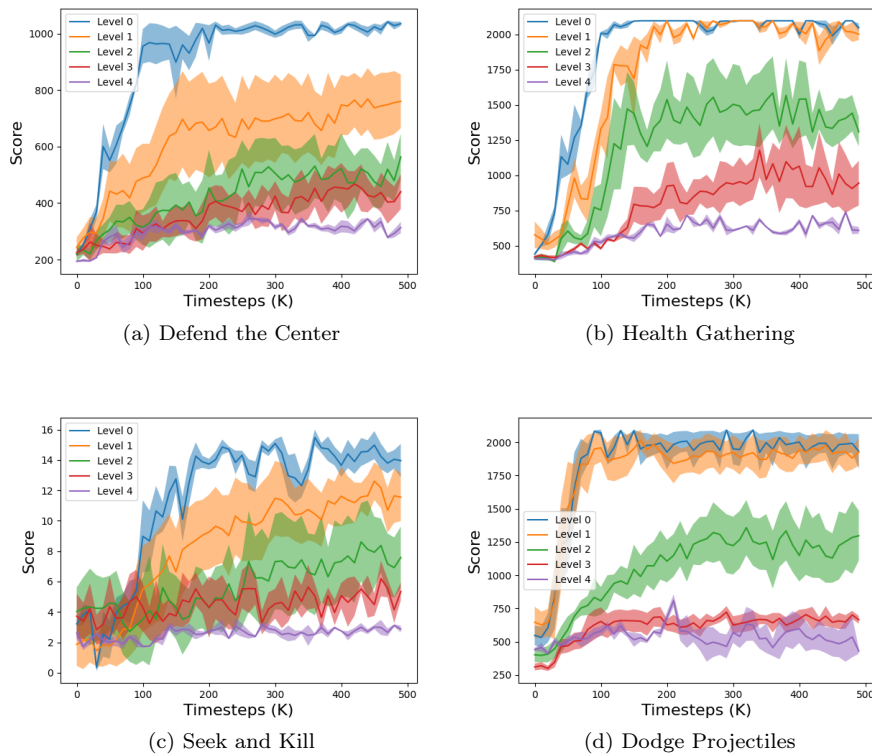 Level 0
Level 1
Level 2
Level 3
Level 4
Score
1000
800
600
400
200
0 100 200 300 400 500
Timesteps (K)
(a) Defend the Center
Level 0
Level 1
Level 2
Level 3
Level 4
Score
2000
1750
1500
1250
1000
750
500
0 100 200 300 400 500
Timesteps (K)
(b) Health Gathering
Level 0
Level 1
Level 2
Level 3
Level 4
Score
16
14
12
10
8
6
4
2
0
0 100 200 300 400 500
Timesteps (K)
(c) Seek and Kill
Level 0
Level 1
Level 2
Level 3
Level 4
Score
2000
1750
1500
1250
1000
750
500
250
0 100 200 300 400 500
Timesteps (K)
(d) Dodge Projectiles